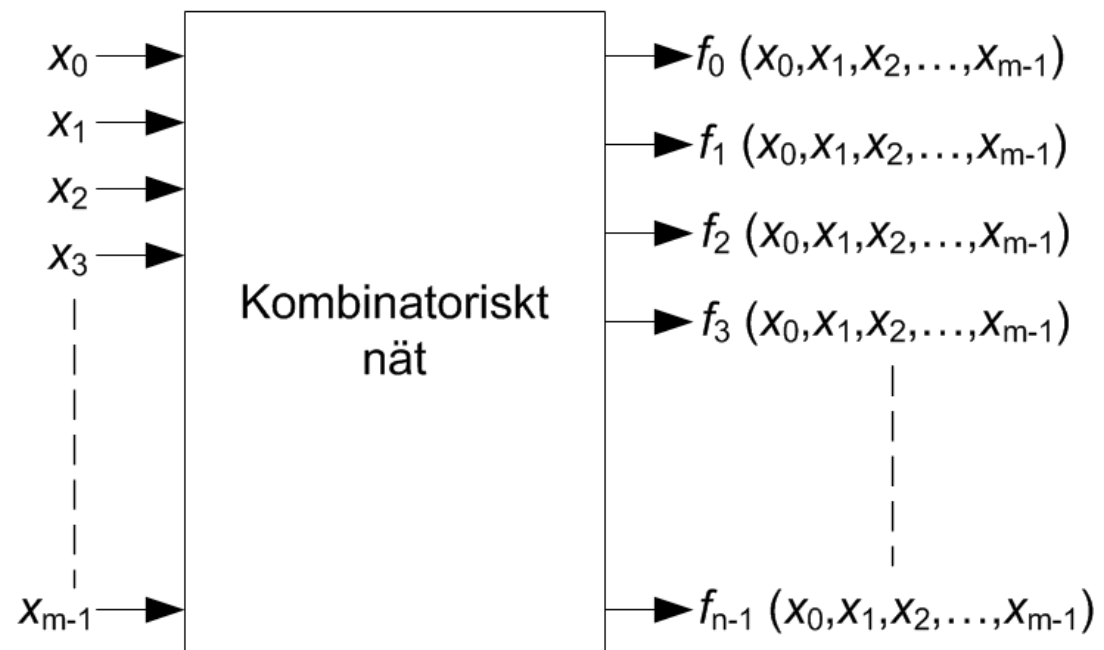 x₀
x₁
x₂
x₃
xₘ₋₁
Kombinatoriskt
nät
f₀ (x₀,x₁,x₂,...,xₘ₋₁)
f₁ (x₀,x₁,x₂,...,xₘ₋₁)
f₂ (x₀,x₁,x₂,...,xₘ₋₁)
f₃ (x₀,x₁,x₂,...,xₘ₋₁)
fₙ₋₁ (x₀,x₁,x₂,...,xₘ₋₁)